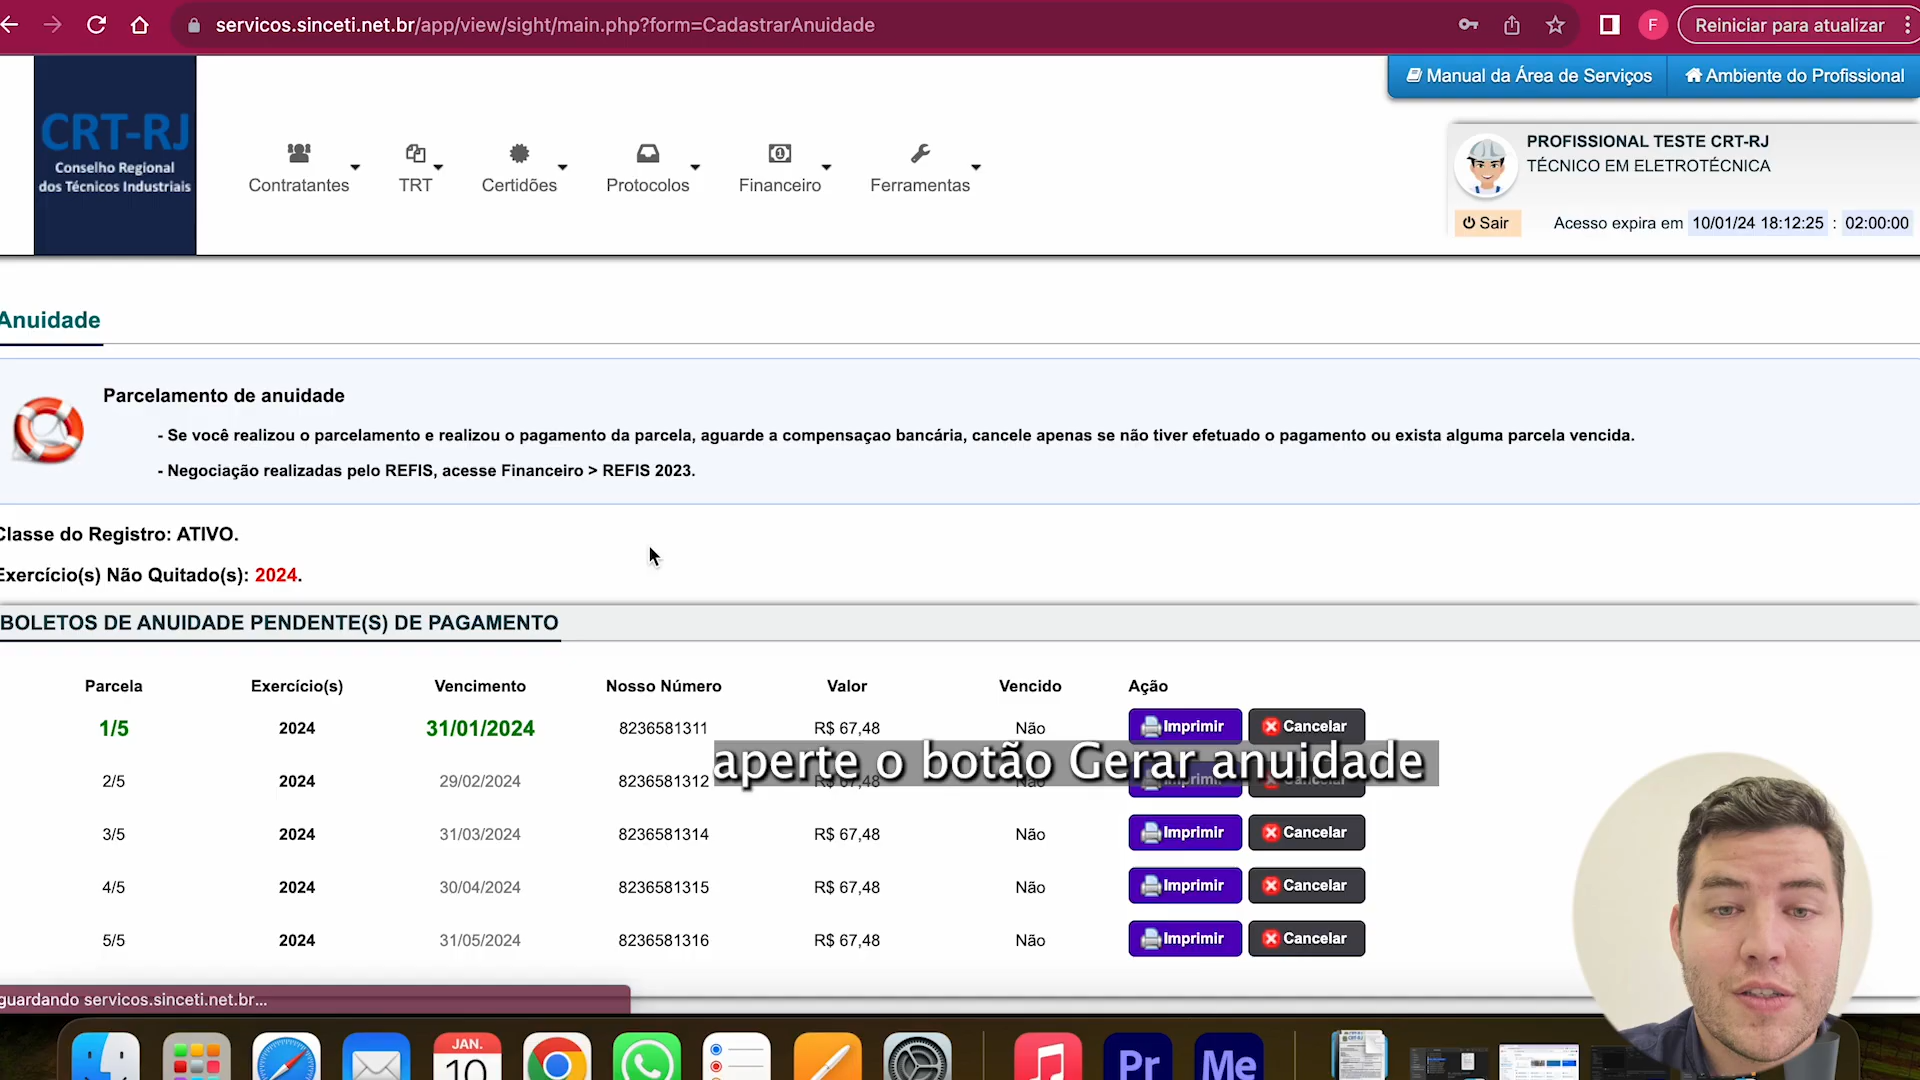 servicos.sinceti.net.br/app/view/sight/main.php?form=CadastrarAnuidade
F
Reiniciar para atualizar
Manual da Área de Serviços
Ambiente do Profissional
CRT-RJ
Conselho Regional
dos Técnicos Industriais
Contratantes
TRT
Certidões
Protocolos
Financeiro
Ferramentas
PROFISSIONAL TESTE CRT-RJ
TÉCNICO EM ELETROTÉCNICA
Sair
Acesso expira em 10/01/24 18:12:25 : 02:00:00
Anuidade
Parcelamento de anuidade
- Se você realizou o parcelamento e realizou o pagamento da parcela, aguarde a compensaçao bancária, cancele apenas se não tiver efetuado o pagamento ou exista alguma parcela vencida.
- Negociação realizadas pelo REFIS, acesse Financeiro > REFIS 2023.
Classe do Registro: ATIVO.
Exercício(s) Não Quitado(s): 2024.
BOLETOS DE ANUIDADE PENDENTE(S) DE PAGAMENTO
Parcela Exercício(s) Vencimento Nosso Número Valor Vencido Ação
1/5 2024 31/01/2024 8236581311 R$ 67,48 Não Imprimir Cancelar
aperte o botão Gerar anuidade
2/5 2024 29/02/2024 8236581312 R$ 67,48 Não Imprimir Cancelar
3/5 2024 31/03/2024 8236581314 R$ 67,48 Não Imprimir Cancelar
4/5 2024 30/04/2024 8236581315 R$ 67,48 Não Imprimir Cancelar
5/5 2024 31/05/2024 8236581316 R$ 67,48 Não Imprimir Cancelar
guardando servicos.sinceti.net.br...
JAN.
10
Pr
Me